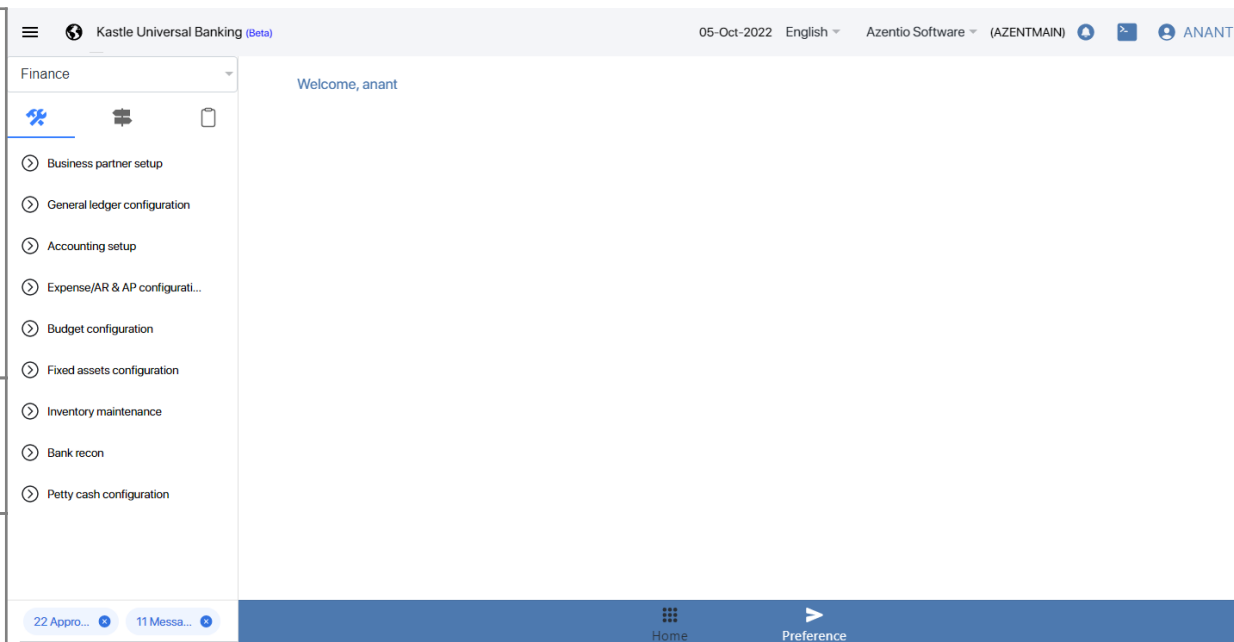 Kastle Universal Banking (Beta)
05-Oct-2022 English Azentio Software (AZENTMAIN) ANANT
Finance
Welcome, anant
Business partner setup
General ledger configuration
Accounting setup
Expense/AR & AP configurati...
Budget configuration
Fixed assets configuration
Inventory maintenance
Bank recon
Petty cash configuration
22 Appro... 11 Messa...
Home Preference